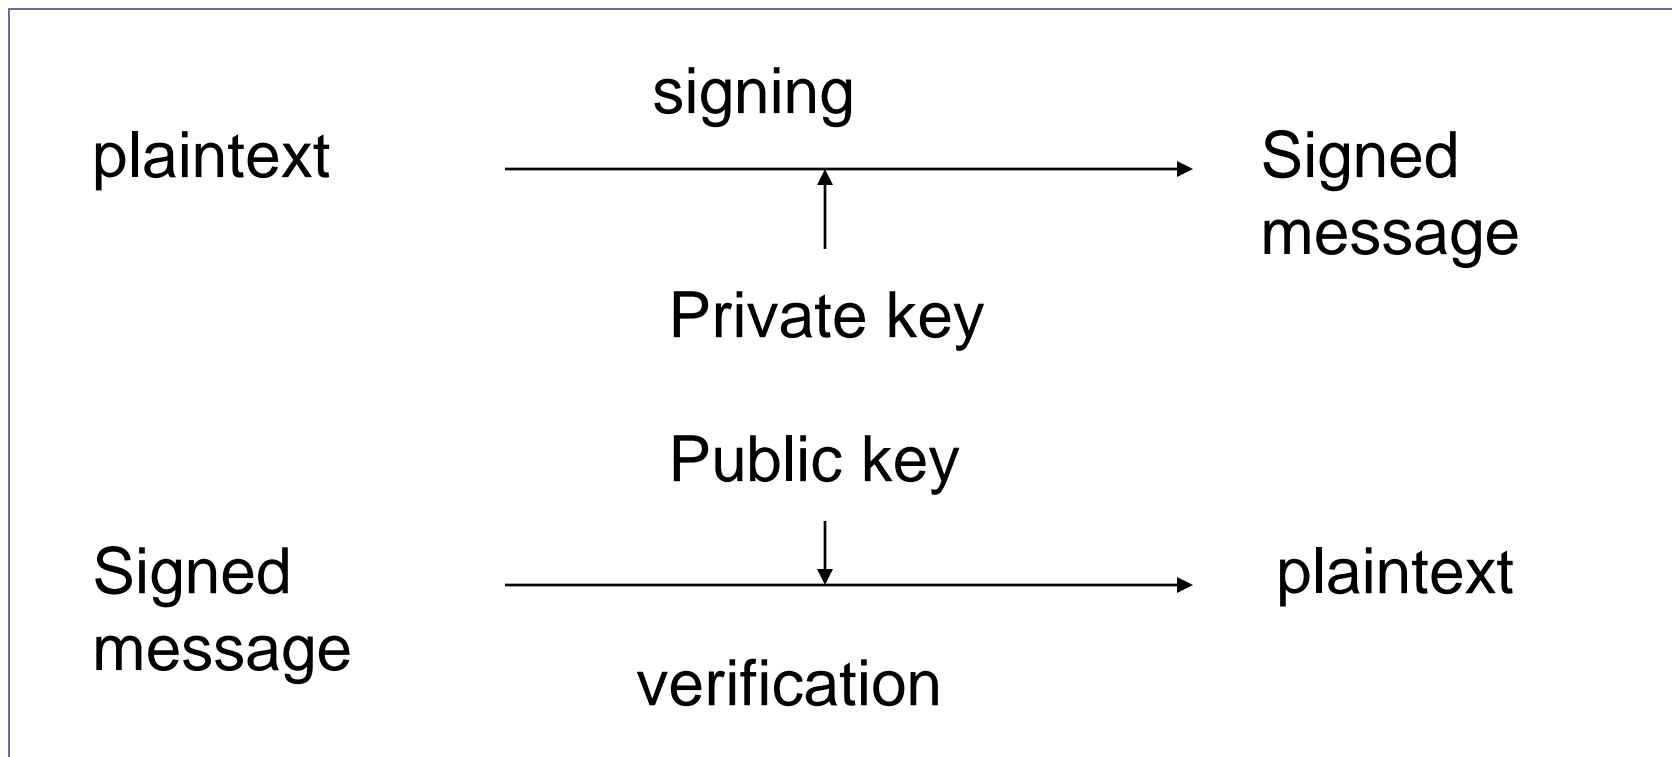 signing
plaintext
Signed
message
Private key
Public key
Signed
message
plaintext
verification